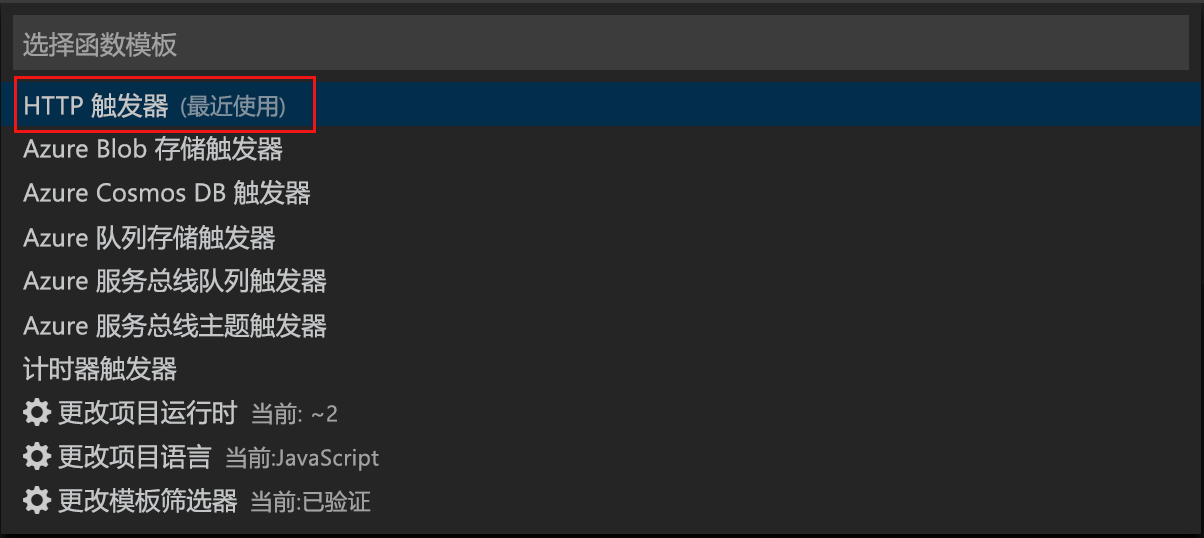 选择函数模板
HTTP 触发器 (最近使用)
Azure Blob 存储触发器
Azure Cosmos DB 触发器
Azure 队列存储触发器
Azure 服务总线队列触发器
Azure 服务总线主题触发器
计时器触发器
更改项目运行时 当前: ~2
更改项目语言 当前:JavaScript
更改模板筛选器 当前:已验证